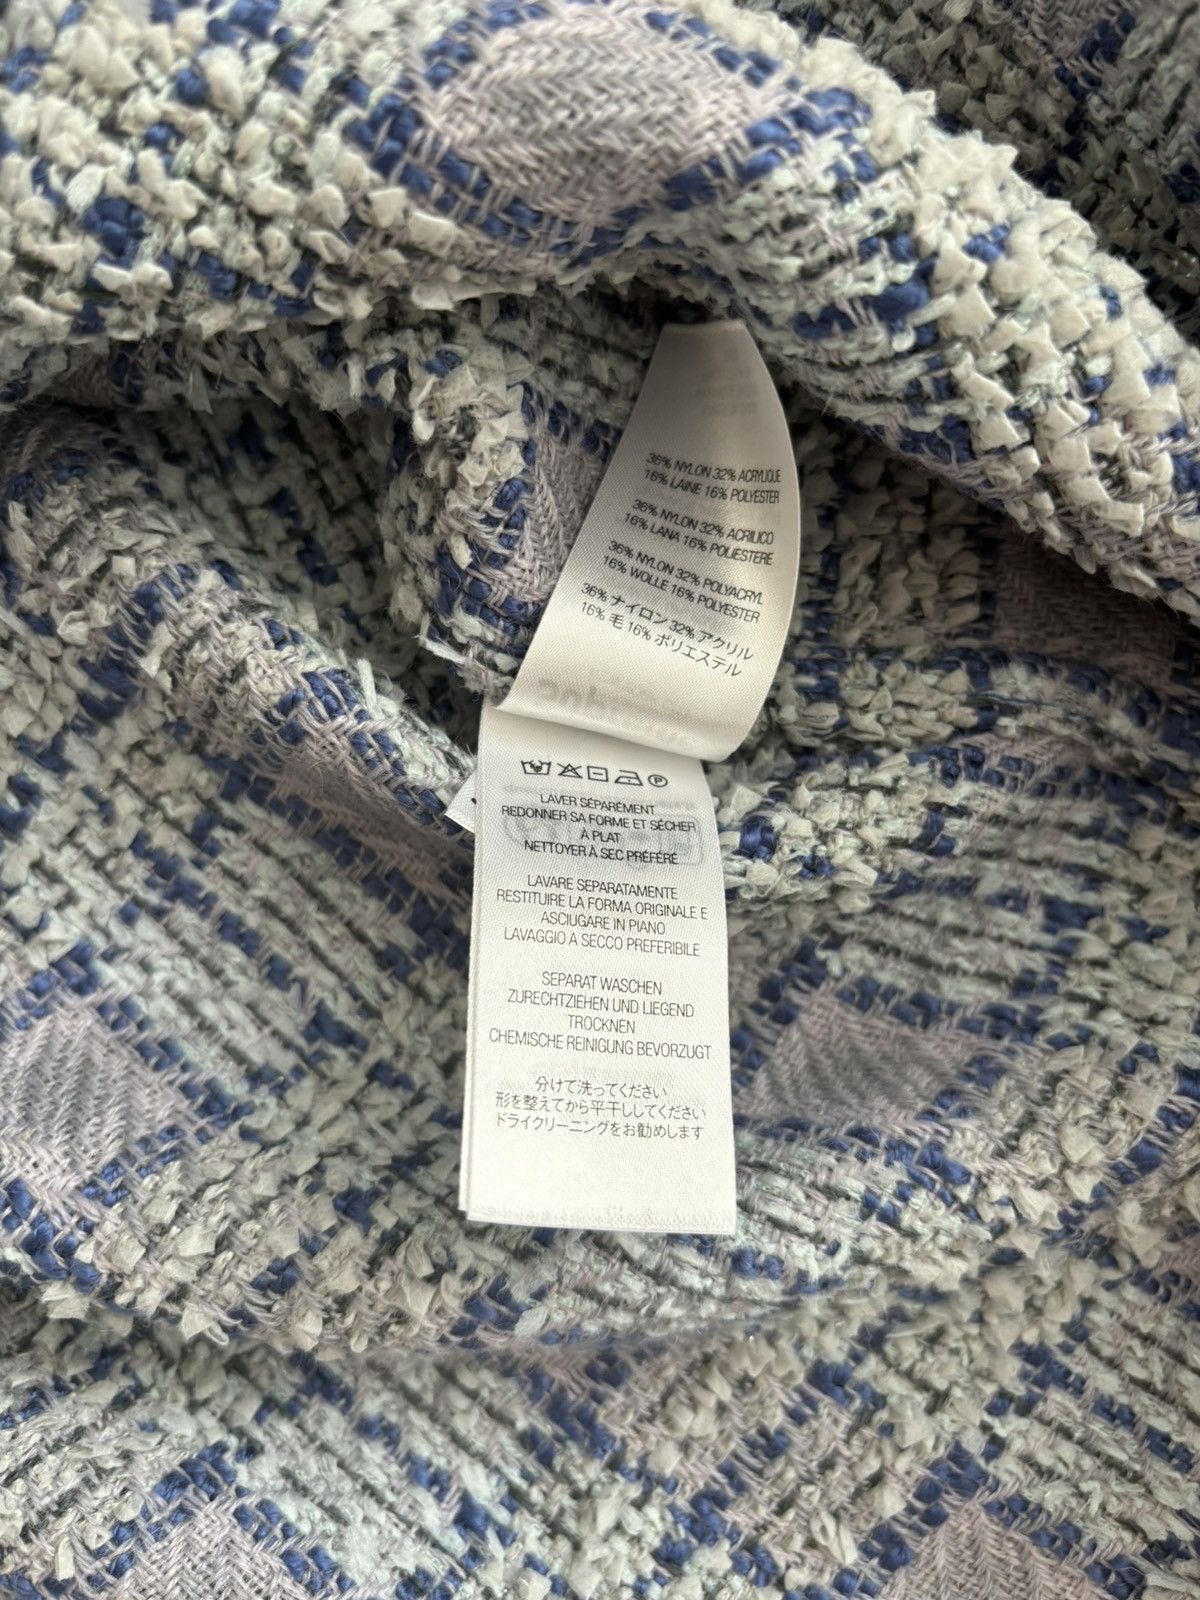 36% NYLON 32% ACRYLIQUE
16% LAINE 16% POLYESTER
36% NYLON 32% ACRILICO
16% LANA 16% POLIESTERE
36% NYLON 32% POLYACRYL
16% WOLLE 16% POLYESTER
36% ナイロン 32% アクリル
16% 毛 16% ポリエステル
P
LAVER SÉPARÉMENT
REDONNER SA FORME ET SÉCHER
À PLAT
NETTOYER À SEC PRÉFÉRÉ
LAVARE SEPARATAMENTE
RESTITUIRE LA FORMA ORIGINALE E
ASCIUGARE IN PIANO
LAVAGGIO A SECCO PREFERIBILE
SEPARAT WASCHEN
ZURECHTZIEHEN UND LIEGEND
TROCKNEN
CHEMISCHE REINIGUNG BEVORZUGT
分けて洗ってください
形を整えてから平干ししてください
ドライクリーニングをお勧めします